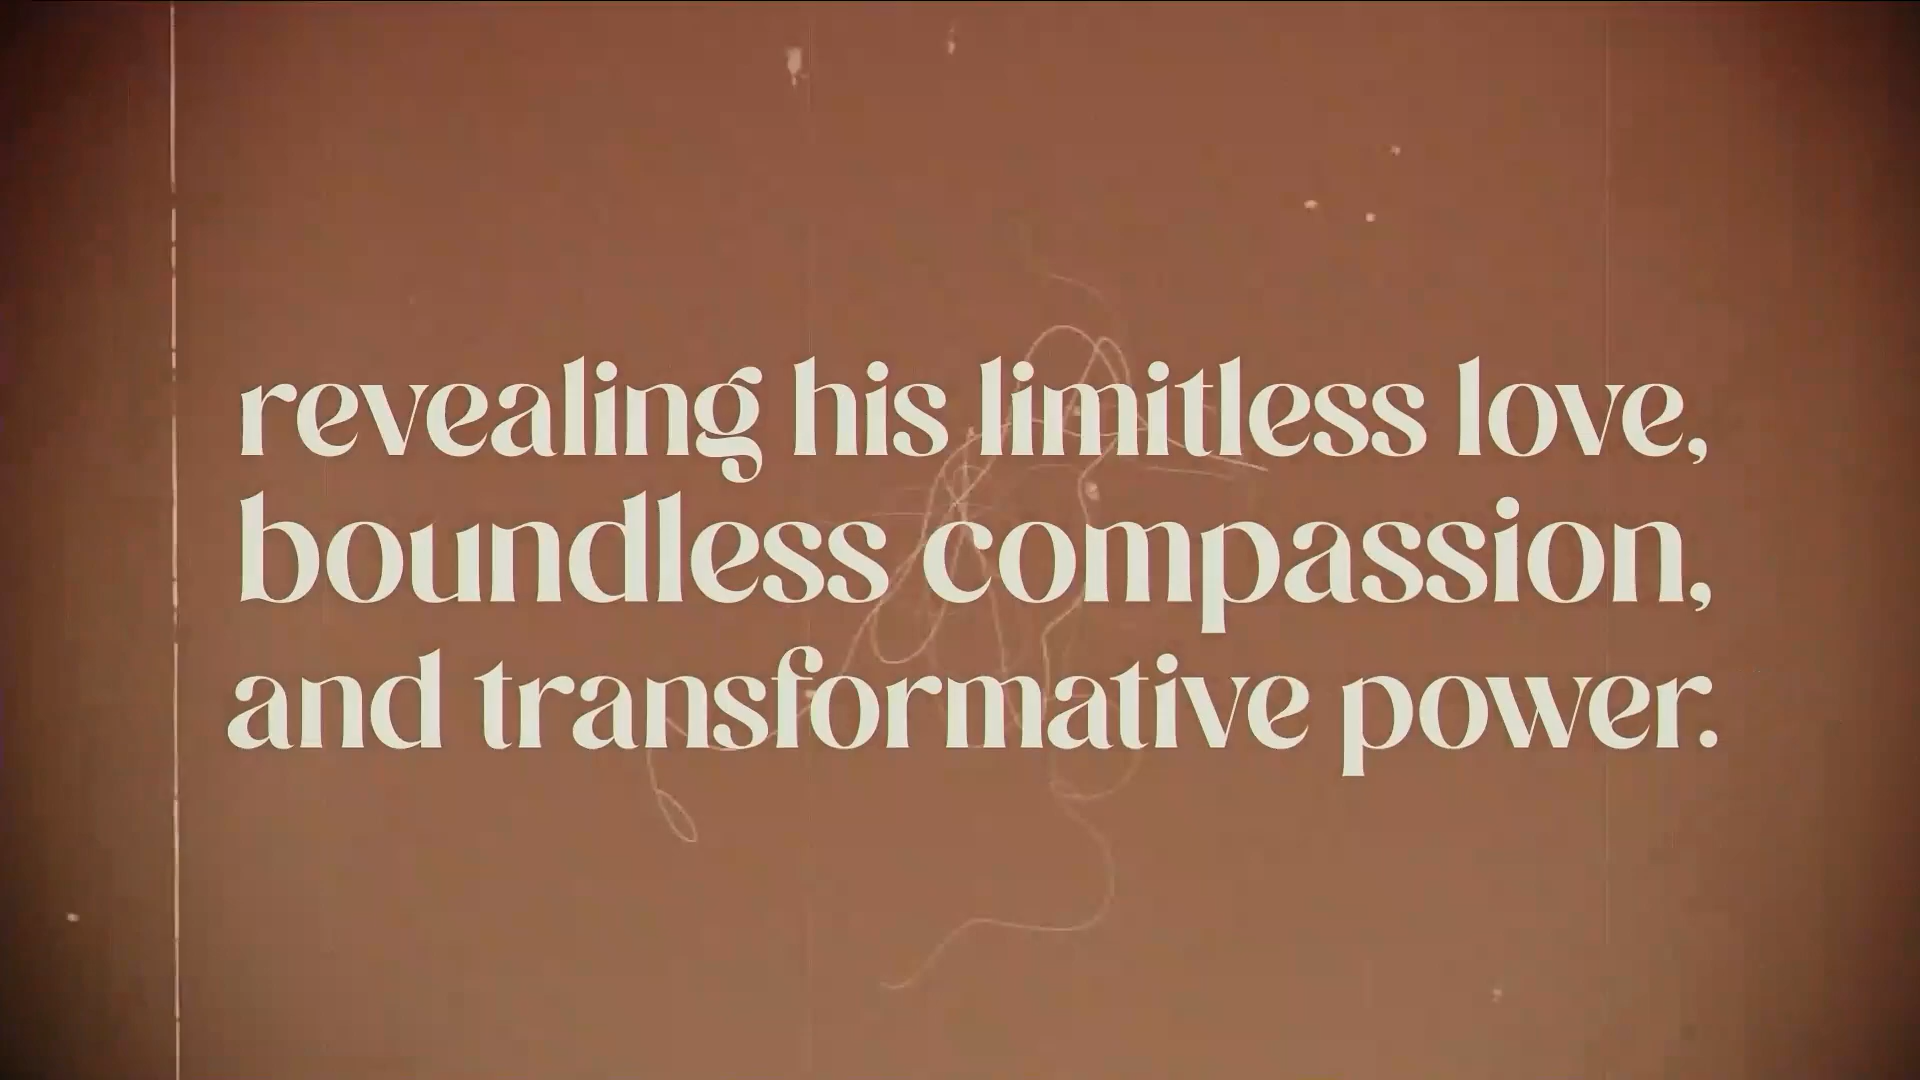 revealing his limitless love,
boundless compassion,
and transformative power.